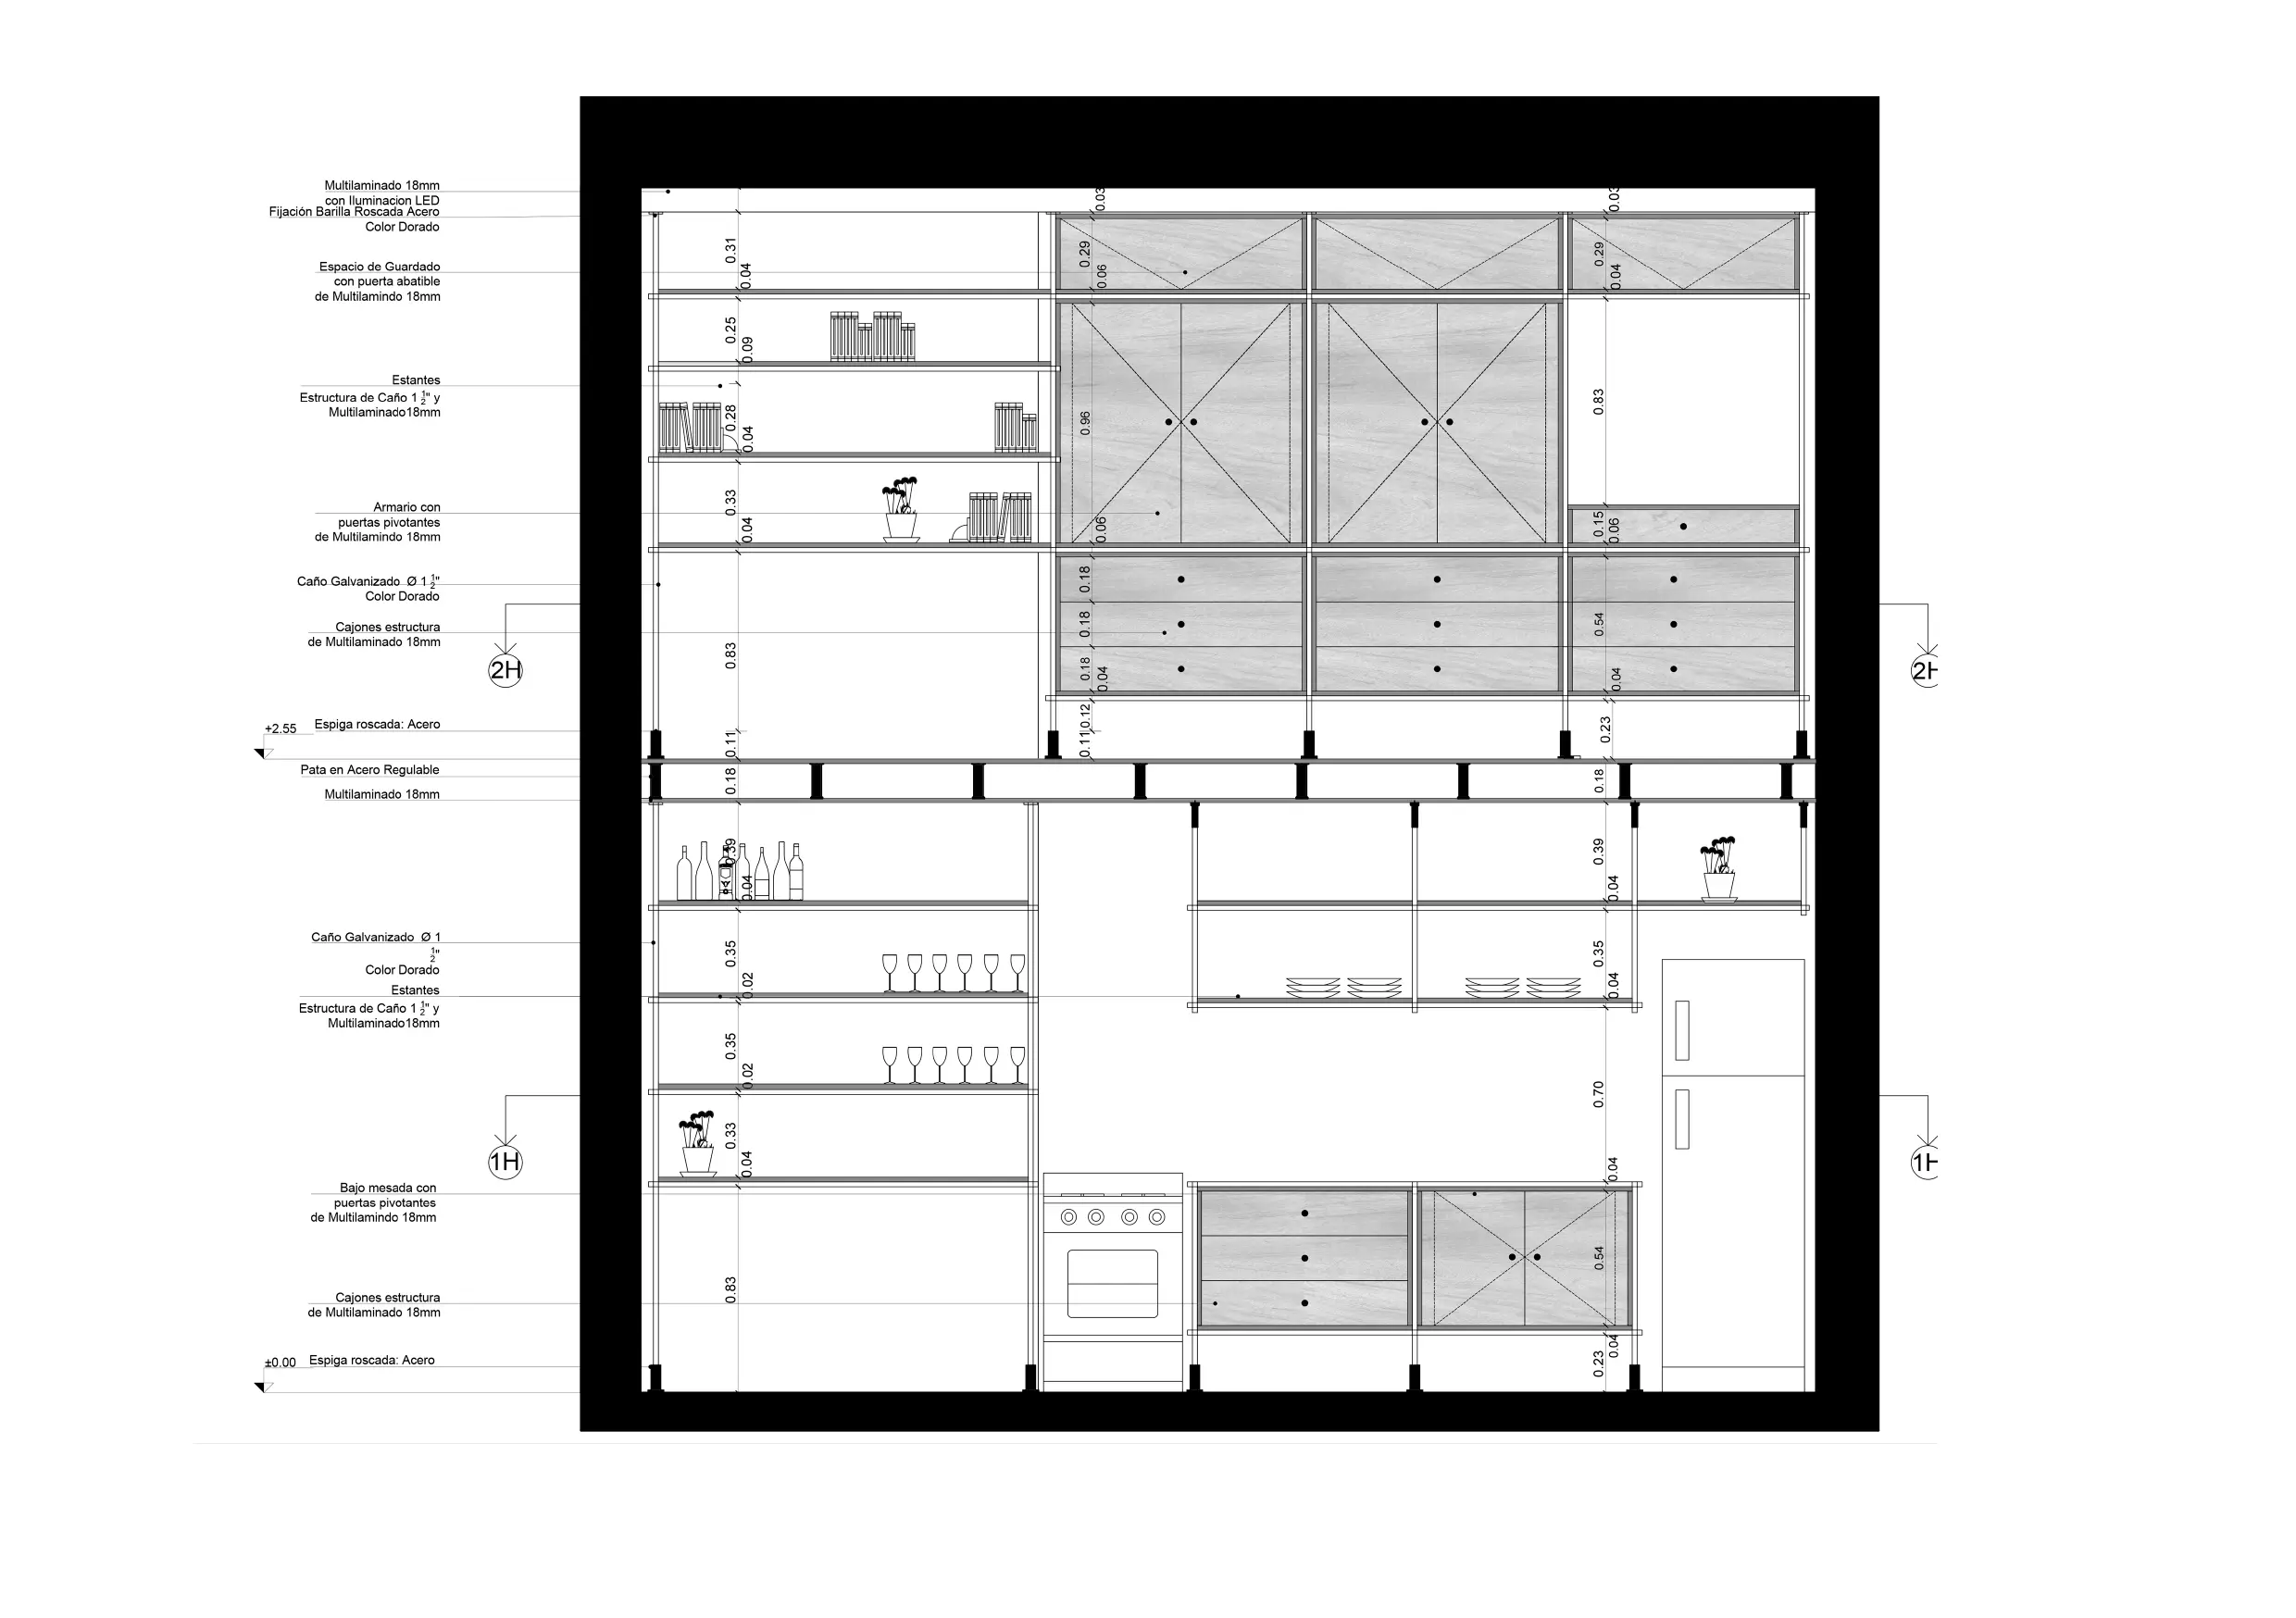 Multilaminado 18mm
con Iluminacion LED
Fijación Barilla Roscada Acero
Color Dorado
Espacio de Guardado
con puerta abatible
de Multilamindo 18mm
Estantes
Estructura de Caño 1 1/2" y
Multilaminado18mm
Armario con
puertas pivotantes
de Multilamindo 18mm
Caño Galvanizado Ø 1 1/2"
Color Dorado
Cajones estructura
de Multilaminado 18mm
2H
+2.55
Espiga roscada: Acero
Pata en Acero Regulable
Multilaminado 18mm
Caño Galvanizado Ø 1
1/2"
Color Dorado
Estantes
Estructura de Caño 1 1/2" y
Multilaminado18mm
1H
Bajo mesada con
puertas pivotantes
de Multilamindo 18mm
Cajones estructura
de Multilaminado 18mm
±0.00
Espiga roscada: Acero
0.31
0.04
0.25
0.09
0.28
0.04
0.33
0.04
0.83
0.11
0.18
0.39
0.04
0.35
0.02
0.35
0.02
0.33
0.04
0.83
0.03
0.29
0.06
0.96
0.06
0.18
0.18
0.18
0.04
0.12
0.11
0.03
0.29
0.04
0.83
0.15
0.06
0.54
0.04
0.23
0.18
0.39
0.04
0.35
0.04
0.70
0.04
0.54
0.04
0.23
2H
1H